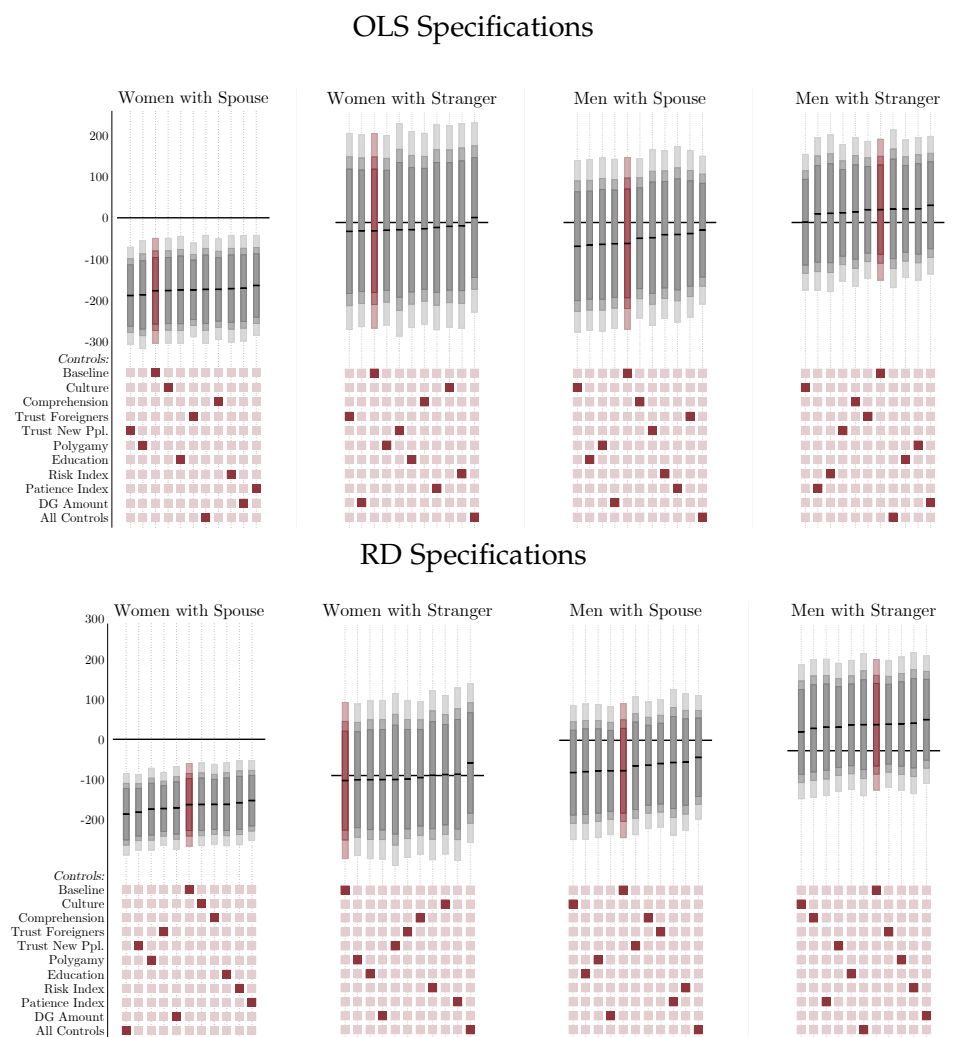 OLS Specifications
Women with Spouse
Women with Stranger
Men with Spouse
Men with Stranger
200
100
0
-100
-200
-300
Controls:
Baseline
Culture
Comprehension
Trust Foreigners
Trust New Ppl.
Polygamy
Education
Risk Index
Patience Index
DG Amount
All Controls
RD Specifications
Women with Spouse
Women with Stranger
Men with Spouse
Men with Stranger
300
200
100
0
-100
-200
Controls:
Baseline
Culture
Comprehension
Trust Foreigners
Trust New Ppl.
Polygamy
Education
Risk Index
Patience Index
DG Amount
All Controls